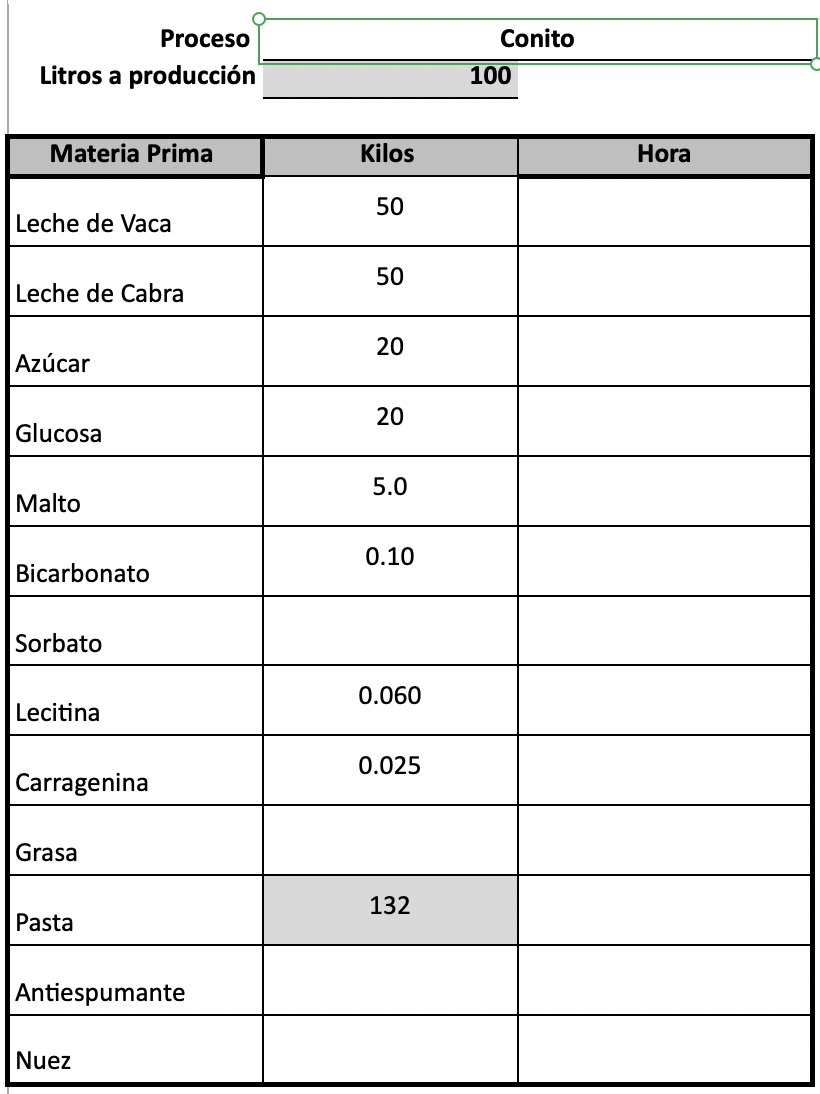 Proceso Conito
Litros a producción 100
Materia Prima Kilos Hora
Leche de Vaca 50
Leche de Cabra 50
Azúcar 20
Glucosa 20
Malto 5.0
Bicarbonato 0.10
Sorbato
Lecitina 0.060
Carragenina 0.025
Grasa
Pasta 132
Antiespumante
Nuez